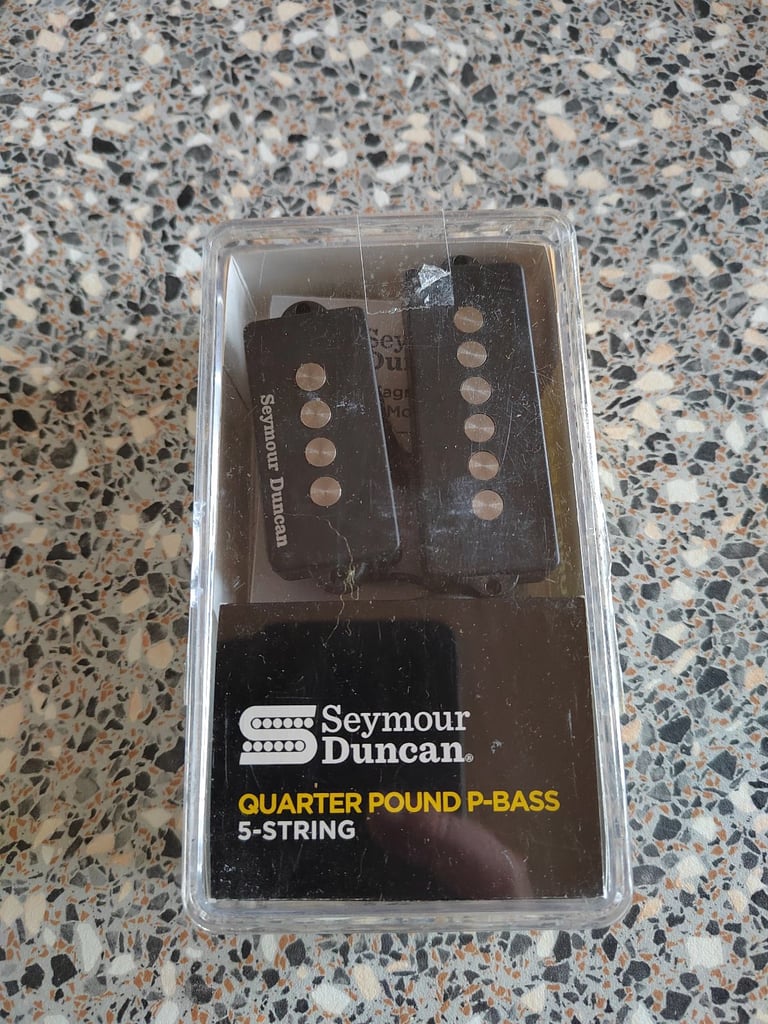 Seymour Duncan
Seymour
Duncan®
QUARTER POUND P-BASS
5-STRING